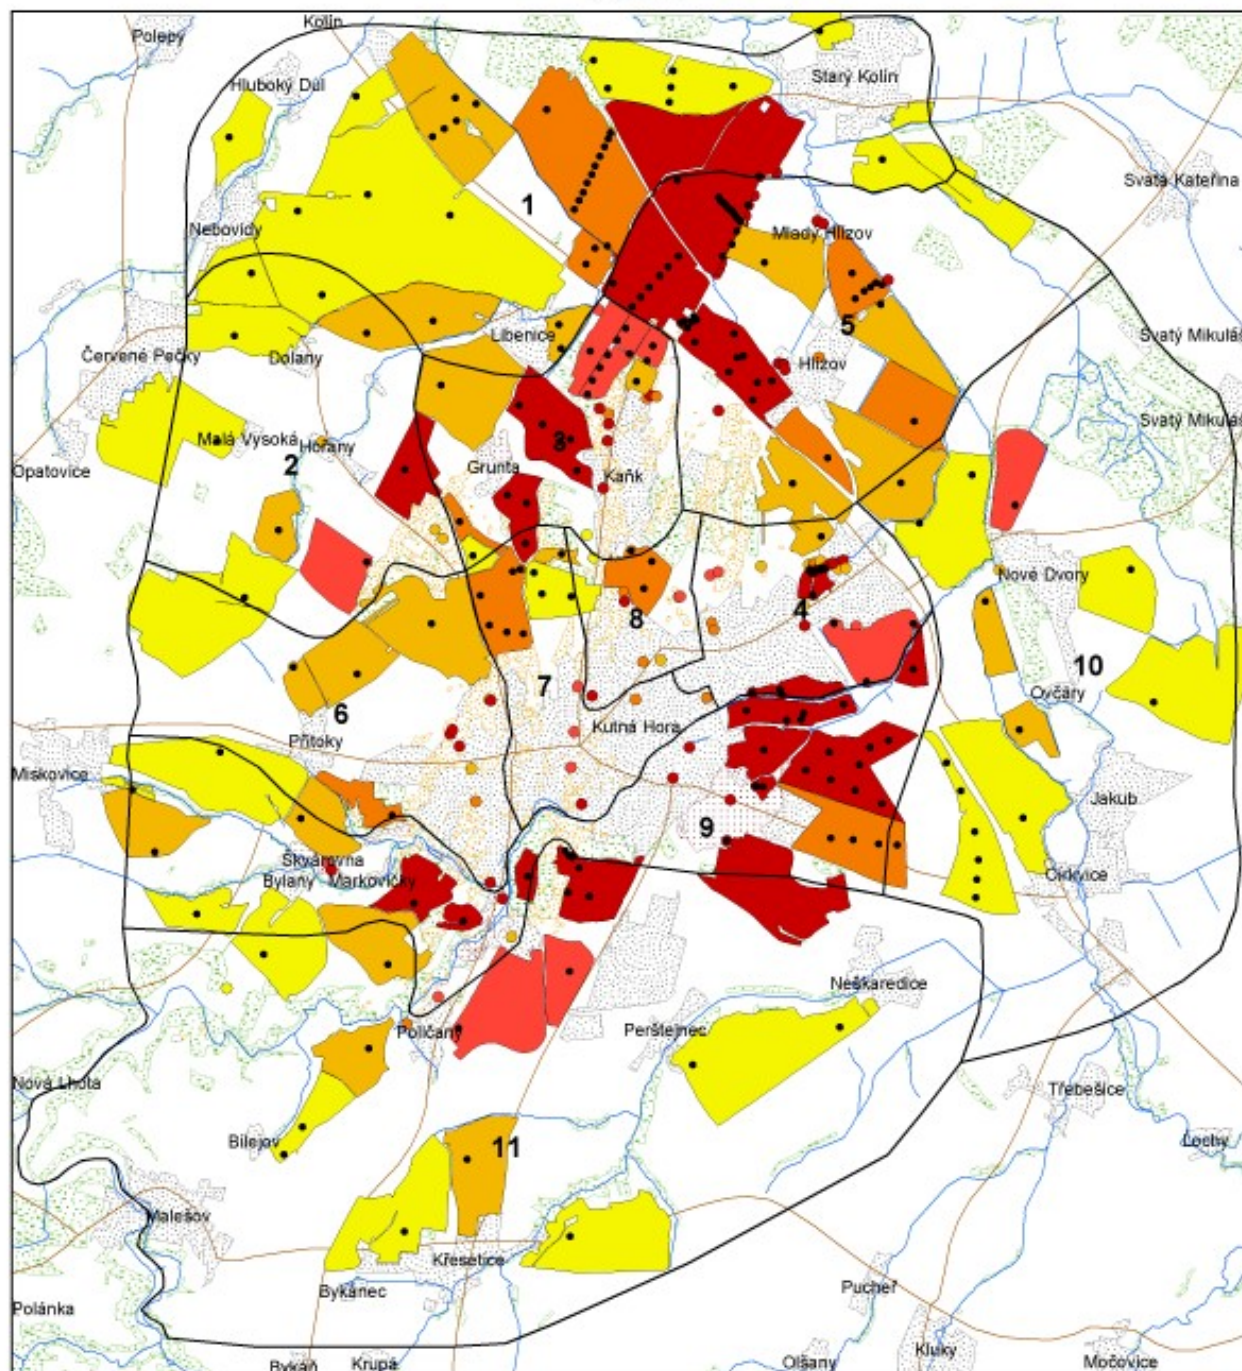 Kolín
Polepy
Starý Kolín
Hluboký Důl
Svatá Kateřina
1
Nebovidy
Mladý Hlízov
5
Svatý Mikuláš
Libenice
Červené Pečky
Dolany
Hlízov
Svatý Mikuláš
Malá Vysoká
Hořany
3
2
Grunta
Kaňk
Opatovice
Nové Dvory
4
8
10
7
Ovčáry
6
Kutná Hora
Přítoky
Miskovice
Jakub
9
Škvárovna
Bylany
Markovičky
Církvice
Neškaredice
Poličany
Perštejnec
Nová Lhota
Třebešice
Bílejov
11
Lochy
Malešov
Křesetice
Bykánec
Pucheř
Polánka
Kluky
Bykáň
Krupá
Olšany
Močovice